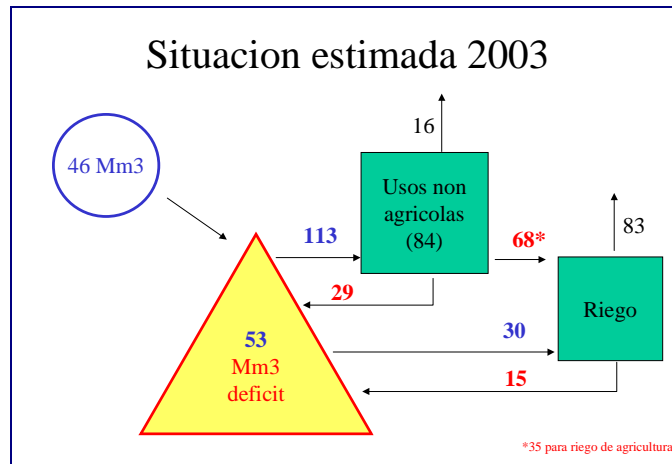 Situacion estimada 2003
46 Mm3
16
Usos non
agricolas
(84)
83
113
68*
29
Riego
53
Mm3
deficit
30
15
*35 para riego de agricultura